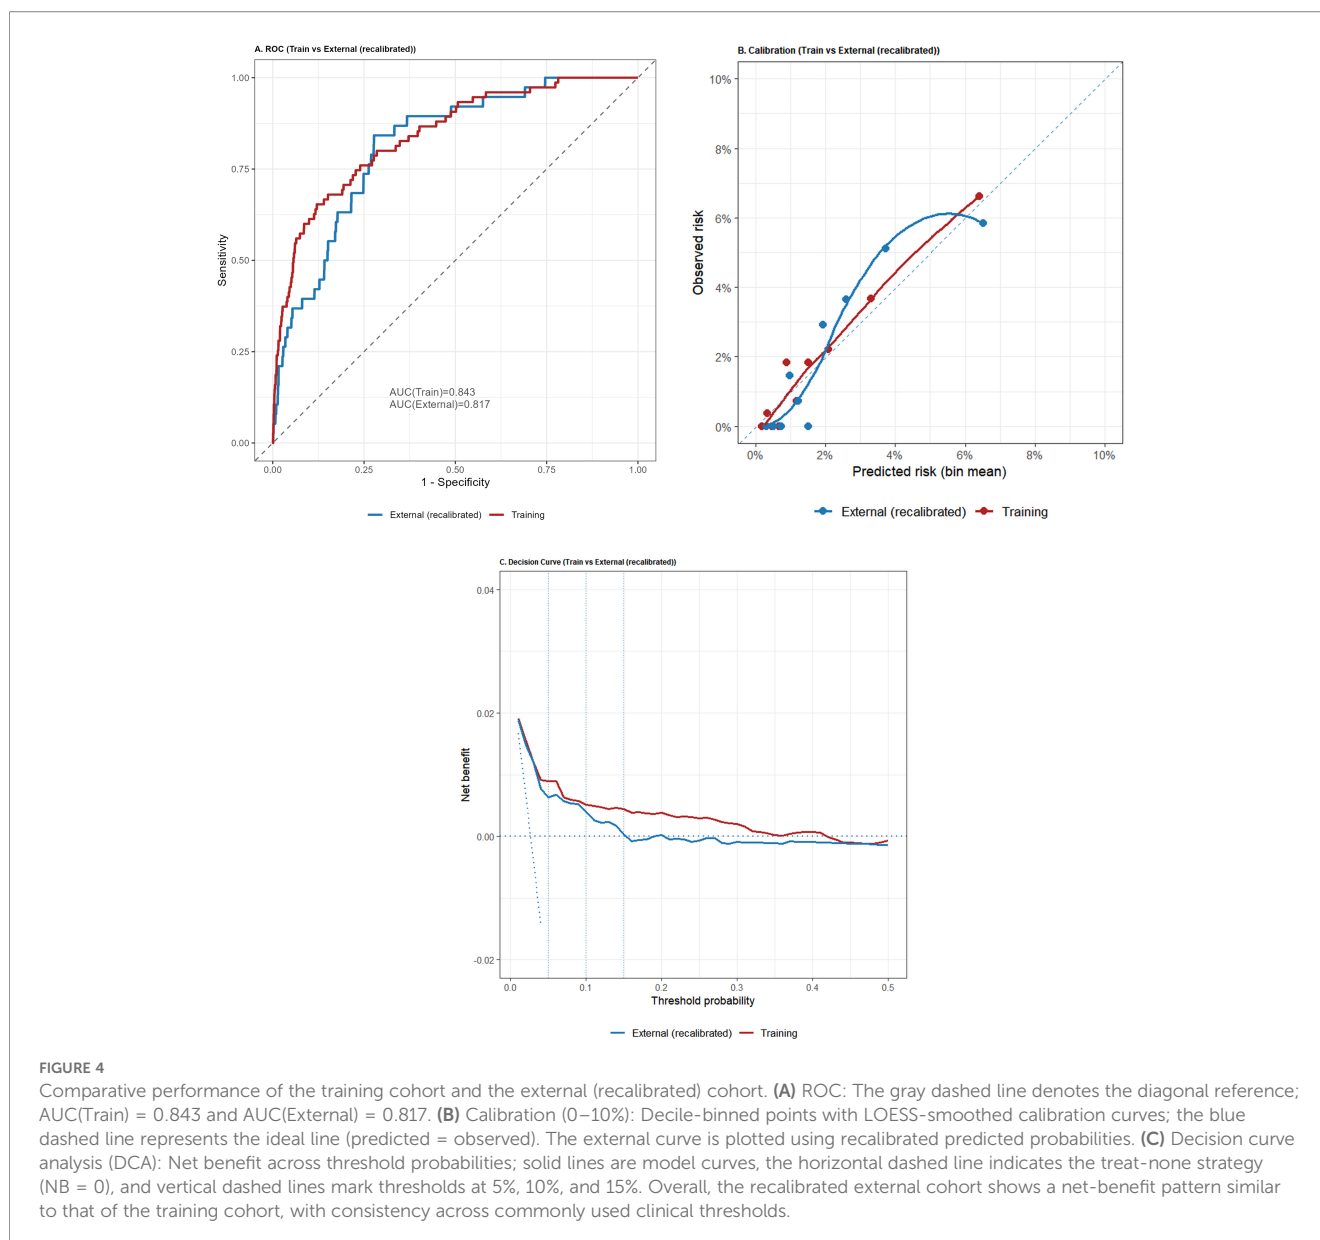 A. ROC (Train vs External (recalibrated))
1.00
0.75
0.50
0.25
0.00
Sensitivity
AUC(Train)=0.843
AUC(External)=0.817
0.00 0.25 0.50 0.75 1.00
1 - Specificity
External (recalibrated) Training
B. Calibration (Train vs External (recalibrated))
10%
8%
6%
4%
2%
0%
Observed risk
0% 2% 4% 6% 8% 10%
Predicted risk (bin mean)
External (recalibrated) Training
C. Decision Curve (Train vs External (recalibrated))
0.04
0.02
0.00
-0.02
Net benefit
0.0 0.1 0.2 0.3 0.4 0.5
Threshold probability
External (recalibrated) Training
FIGURE 4
Comparative performance of the training cohort and the external (recalibrated) cohort. (A) ROC: The gray dashed line denotes the diagonal reference;
AUC(Train) = 0.843 and AUC(External) = 0.817. (B) Calibration (0–10%): Decile-binned points with LOESS-smoothed calibration curves; the blue
dashed line represents the ideal line (predicted = observed). The external curve is plotted using recalibrated predicted probabilities. (C) Decision curve
analysis (DCA): Net benefit across threshold probabilities; solid lines are model curves, the horizontal dashed line indicates the treat-none strategy
(NB = 0), and vertical dashed lines mark thresholds at 5%, 10%, and 15%. Overall, the recalibrated external cohort shows a net-benefit pattern similar
to that of the training cohort, with consistency across commonly used clinical thresholds.